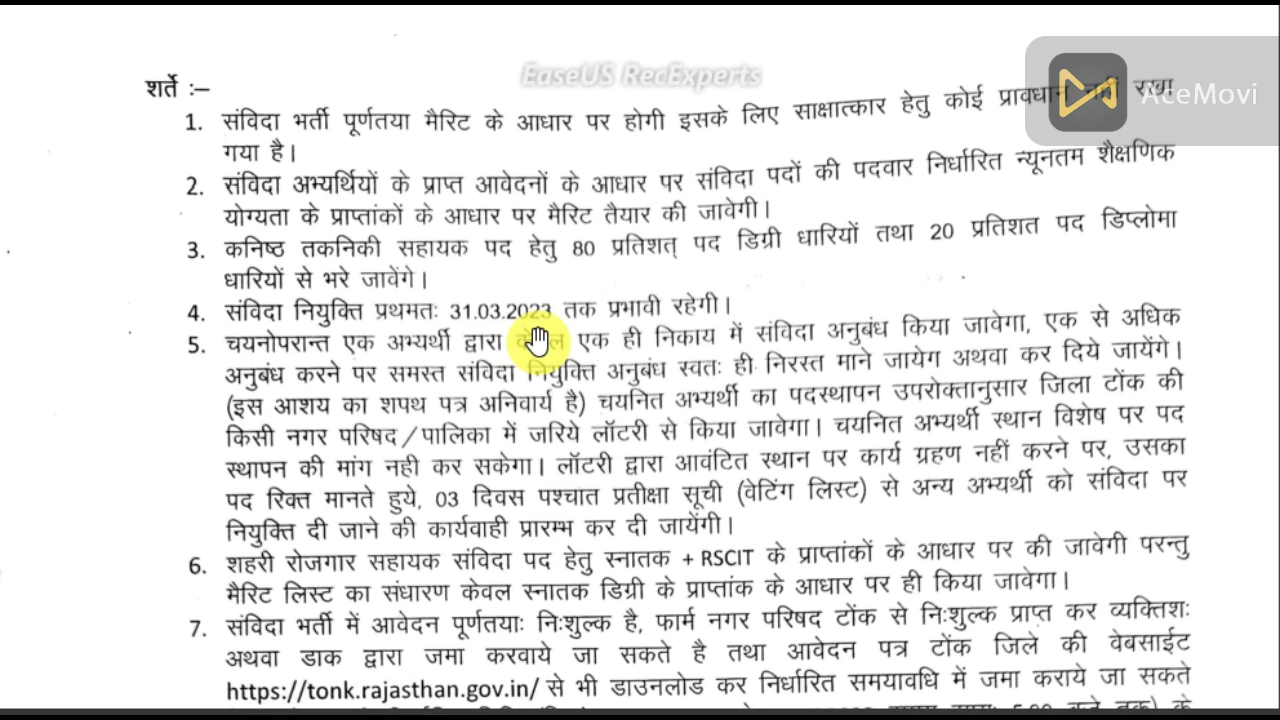 EaseUS RecExperts
AceMovi
शर्ते :–
1. संविदा भर्ती पूर्णतया मैरिट के आधार पर होगी इसके लिए साक्षात्कार हेतु कोई प्रावधान नहीं रखा
गया है।
2. संविदा अभ्यर्थियों के प्राप्त आवेदनों के आधार पर संविदा पदों की पदवार निर्धारित न्यूनतम शैक्षणिक
योग्यता के प्राप्तांकों के आधार पर मैरिट तैयार की जावेगी।
3. कनिष्ठ तकनिकी सहायक पद हेतु 80 प्रतिशत् पद डिग्री धारियों तथा 20 प्रतिशत पद डिप्लोमा
धारियों से भरे जावेंगे।
4. संविदा नियुक्ति प्रथमतः 31.03.2023 तक प्रभावी रहेगी।
5. चयनोपरान्त एक अभ्यर्थी द्वारा एक ही निकाय में संविदा अनुबंध किया जावेगा, एक से अधिक
अनुबंध करने पर समस्त संविदा नियुक्ति अनुबंध स्वतः ही निरस्त माने जायेग अथवा कर दिये जायेंगे।
(इस आशय का शपथ पत्र अनिवार्य है) चयनित अभ्यर्थी का पदस्थापन उपरोक्तानुसार जिला टोंक की
किसी नगर परिषद/पालिका में जरिये लॉटरी से किया जावेगा। चयनित अभ्यर्थी स्थान विशेष पर पद
स्थापन की मांग नही कर सकेगा। लॉटरी द्वारा आवंटित स्थान पर कार्य ग्रहण नहीं करने पर, उसका
पद रिक्त मानते हुये, 03 दिवस पश्चात प्रतीक्षा सूची (वेटिंग लिस्ट) से अन्य अभ्यर्थी को संविदा पर
नियुक्ति दी जाने की कार्यवाही प्रारम्भ कर दी जायेंगी।
6. शहरी रोजगार सहायक संविदा पद हेतु स्नातक + RSCIT के प्राप्तांकों के आधार पर की जावेगी परन्तु
मैरिट लिस्ट का संधारण केवल स्नातक डिग्री के प्राप्तांक के आधार पर ही किया जावेगा।
7. संविदा भर्ती में आवेदन पूर्णतयाः निःशुल्क है, फार्म नगर परिषद टोंक से निःशुल्क प्राप्त कर व्यक्तिशः
अथवा डाक द्वारा जमा करवाये जा सकते है तथा आवेदन पत्र टोंक जिले की वेबसाईट
https://tonk.rajasthan.gov.in/ से भी डाउनलोड कर निर्धारित समयावधि में जमा कराये जा सकते